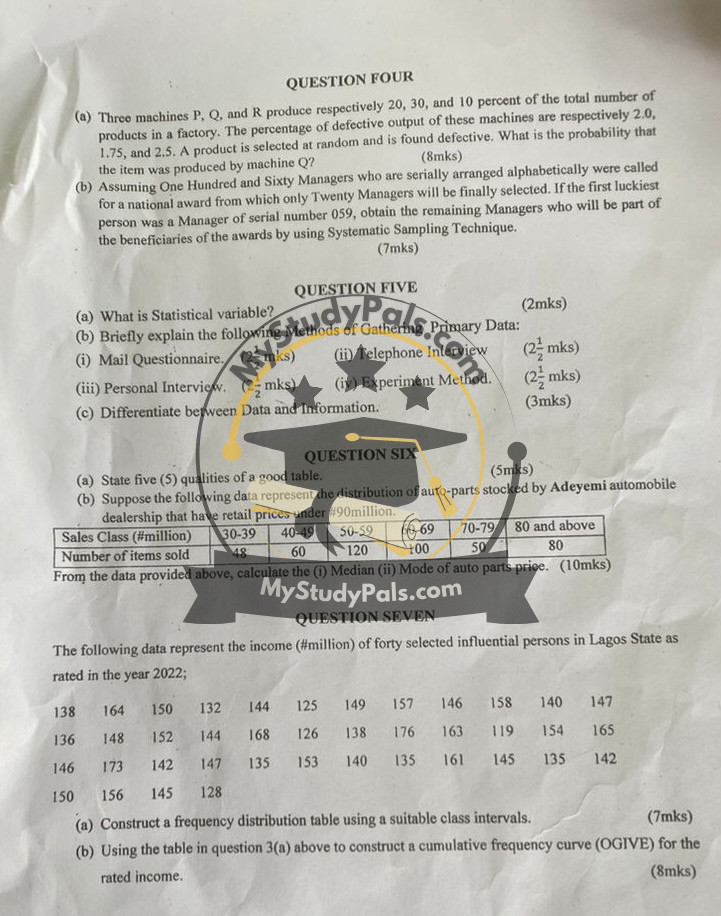 QUESTION FOUR
(a) Three machines P, Q, and R produce respectively 20, 30, and 10 percent of the total number of
products in a factory. The percentage of defective output of these machines are respectively 2.0,
1.75, and 2.5. A product is selected at random and is found defective. What is the probability that
the item was produced by machine Q? (8mks)
(b) Assuming One Hundred and Sixty Managers who are serially arranged alphabetically were called
for a national award from which only Twenty Managers will be finally selected. If the first luckiest
person was a Manager of serial number 059, obtain the remaining Managers who will be part of
the beneficiaries of the awards by using Systematic Sampling Technique.
(7mks)
QUESTION FIVE
(a) What is Statistical variable? (2mks)
(b) Briefly explain the following Methods of Gathering Primary Data:
(i) Mail Questionnaire. (2½ mks) (ii) Telephone Interview (2½ mks)
(iii) Personal Interview. (2½ mks) (iv) Experiment Method. (2½ mks)
(c) Differentiate between Data and Information. (3mks)
MyStudyPals.com
QUESTION SIX
(a) State five (5) qualities of a good table. (5mks)
(b) Suppose the following data represent the distribution of auto-parts stocked by Adeyemi automobile
dealership that have retail prices under #90million.
Sales Class (#million) 30-39 40-49 50-59 60-69 70-79 80 and above
Number of items sold 48 60 120 100 50 80
From the data provided above, calculate the (i) Median (ii) Mode of auto parts price. (10mks)
MyStudyPals.com
QUESTION SEVEN
The following data represent the income (#million) of forty selected influential persons in Lagos State as
rated in the year 2022;
138 164 150 132 144 125 149 157 146 158 140 147
136 148 152 144 168 126 138 176 163 119 154 165
146 173 142 147 135 153 140 135 161 145 135 142
150 156 145 128
(a) Construct a frequency distribution table using a suitable class intervals. (7mks)
(b) Using the table in question 3(a) above to construct a cumulative frequency curve (OGIVE) for the
rated income. (8mks)